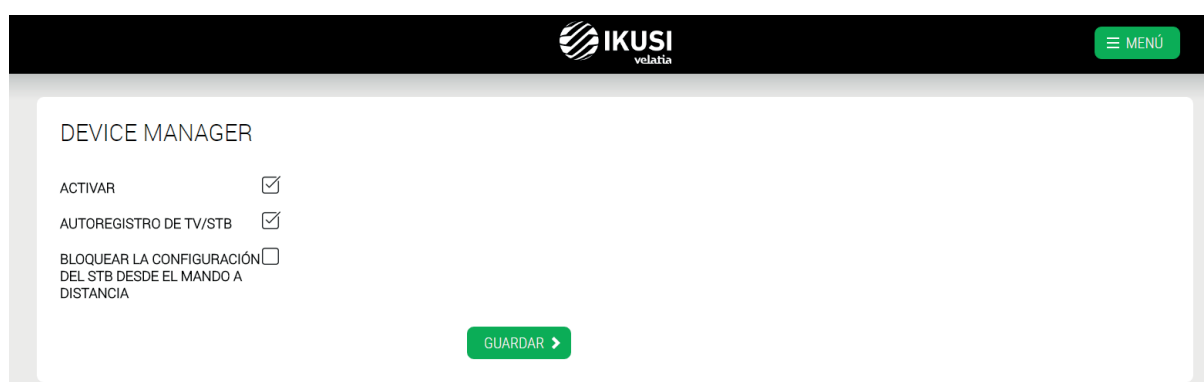 IKUSI
velatia
≡ MENÚ
DEVICE MANAGER
ACTIVAR
AUTOREGISTRO DE TV/STB
BLOQUEAR LA CONFIGURACIÓN
DEL STB DESDE EL MANDO A
DISTANCIA
GUARDAR